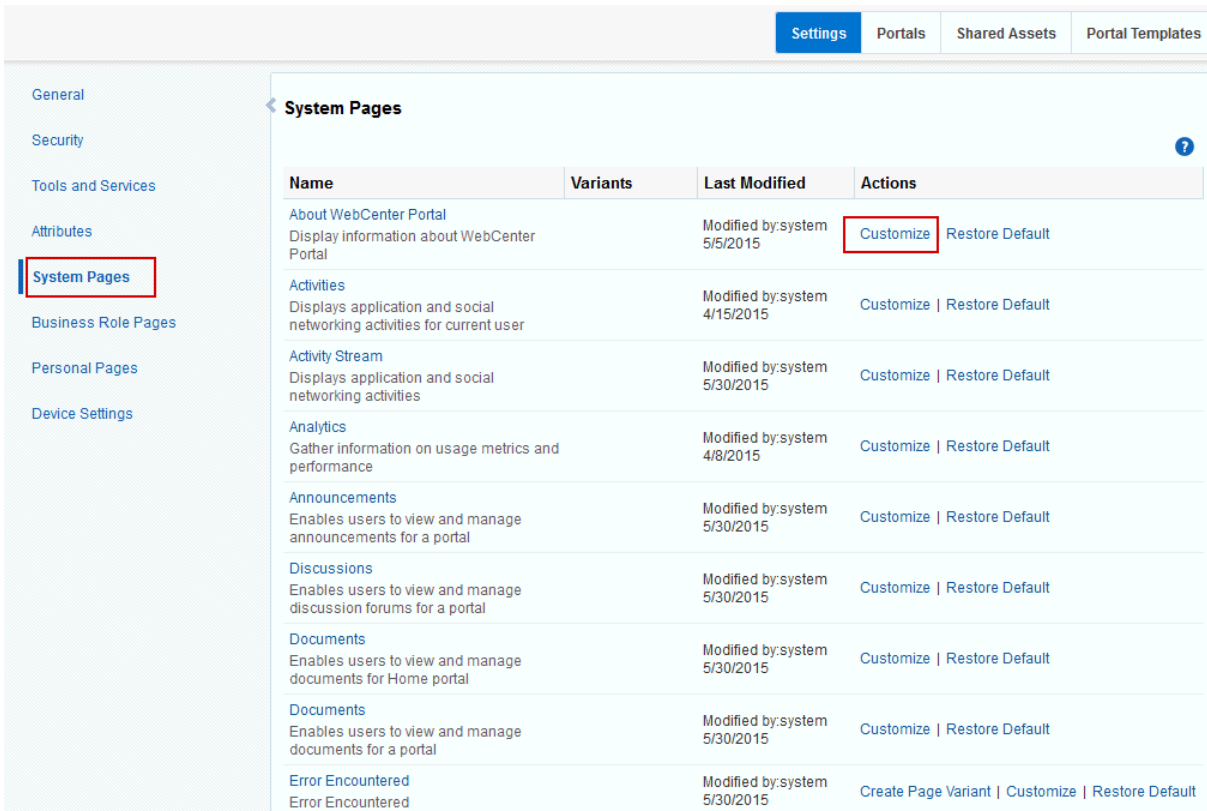 Settings Portals Shared Assets Portal Templates
General
Security
Tools and Services
Attributes
System Pages
Business Role Pages
Personal Pages
Device Settings
System Pages
?
Name Variants Last Modified Actions
About WebCenter Portal
Display information about WebCenter
Portal
Modified by:system
5/5/2015
Customize Restore Default
Activities
Displays application and social
networking activities for current user
Modified by:system
4/15/2015
Customize | Restore Default
Activity Stream
Displays application and social
networking activities
Modified by:system
5/30/2015
Customize | Restore Default
Analytics
Gather information on usage metrics and
performance
Modified by:system
4/8/2015
Customize | Restore Default
Announcements
Enables users to view and manage
announcements for a portal
Modified by:system
5/30/2015
Customize | Restore Default
Discussions
Enables users to view and manage
discussion forums for a portal
Modified by:system
5/30/2015
Customize | Restore Default
Documents
Enables users to view and manage
documents for Home portal
Modified by:system
5/30/2015
Customize | Restore Default
Documents
Enables users to view and manage
documents for a portal
Modified by:system
5/30/2015
Customize | Restore Default
Error Encountered
Error Encountered
Modified by:system
5/30/2015
Create Page Variant | Customize | Restore Default